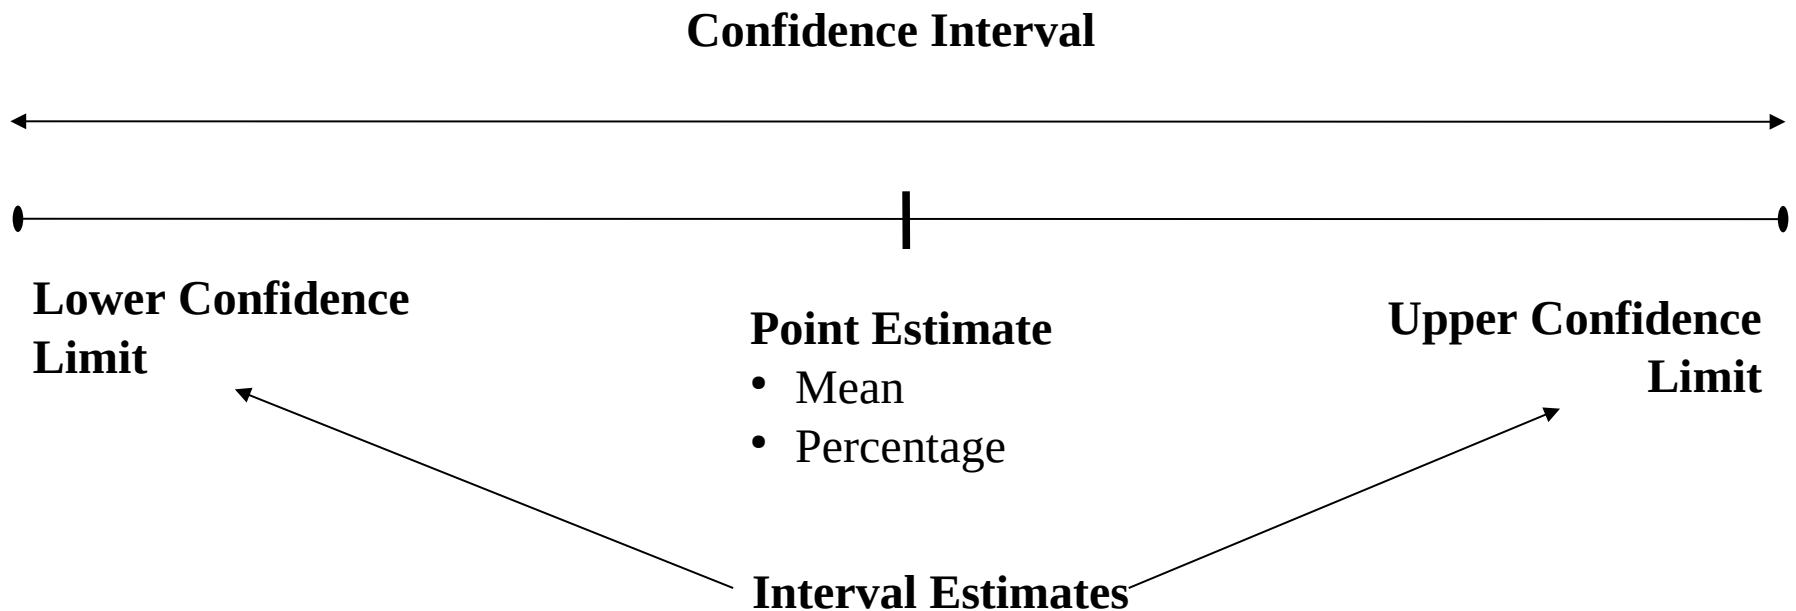 Confidence Interval
Lower Confidence
Limit
Point Estimate
• Mean
• Percentage
Upper Confidence
Limit
Interval Estimates